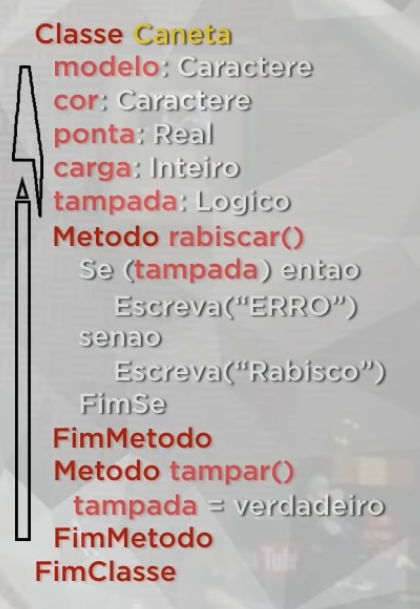 Classe Caneta
modelo: Caractere
cor: Caractere
ponta: Real
carga: Inteiro
tampada: Logico
Metodo rabiscar()
Se (tampada) entao
Escreva(“ERRO”)
senao
Escreva(“Rabisco”)
FimSe
FimMetodo
Metodo tampar()
tampada = verdadeiro
FimMetodo
FimClasse